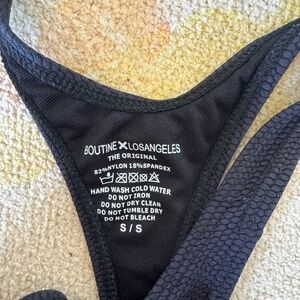 BOUTINE X LOSANGELES
THE ORIGINAL
82%NYLON 18%SPANDEX
HAND WASH COLD WATER
DO NOT IRON
DO NOT DRY CLEAN
DO NOT TUMBLE DRY
DO NOT BLEACH
S/S